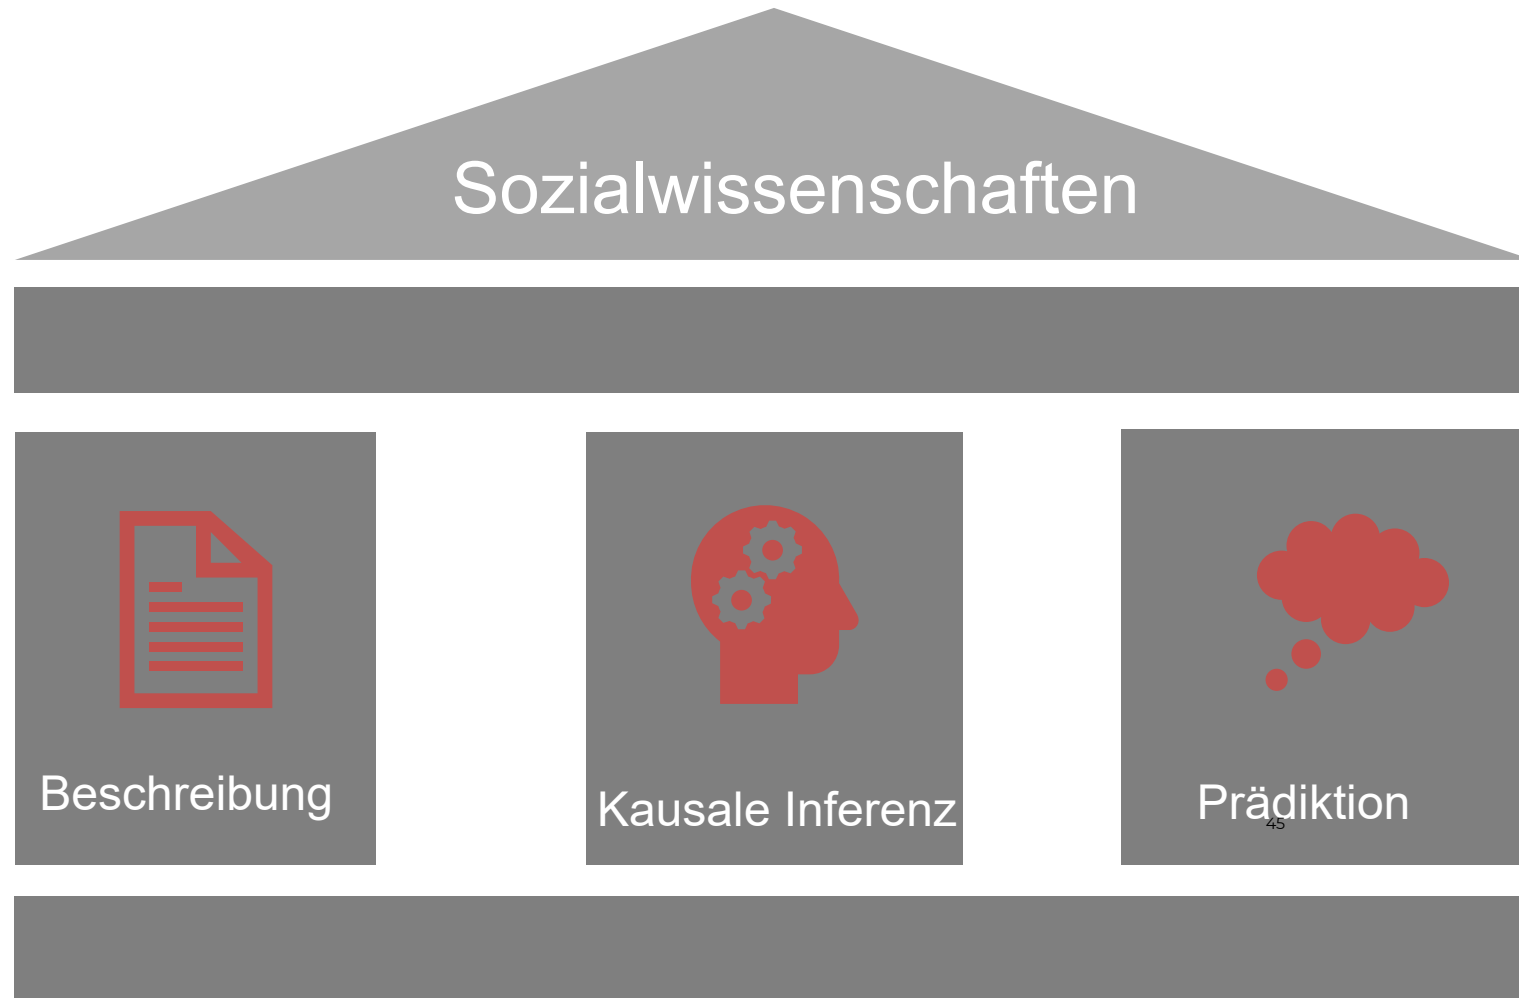 Sozialwissenschaften
Beschreibung
Kausale Inferenz
Prädiktion
45